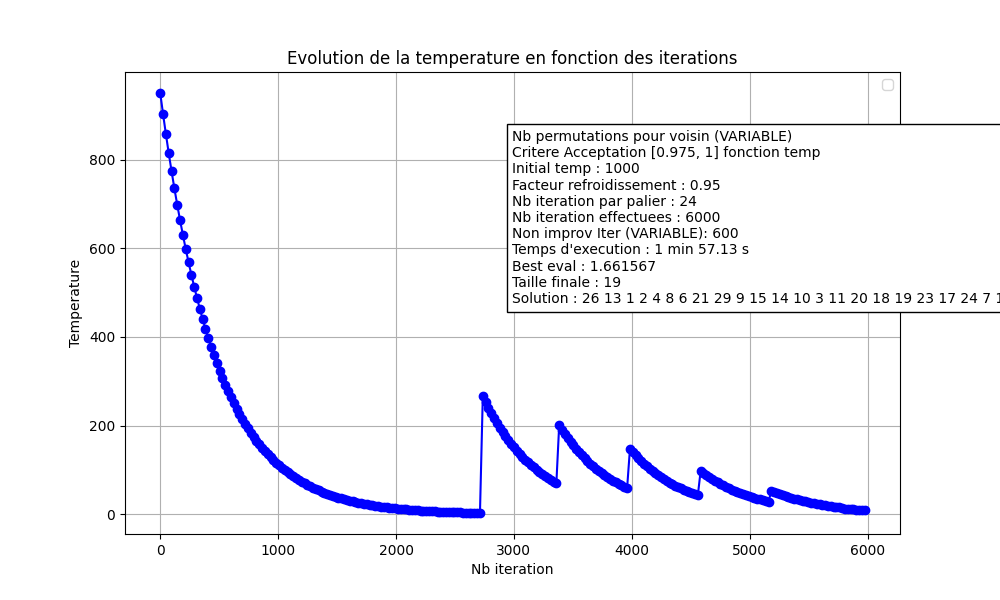 Evolution de la temperature en fonction des iterations
Nb permutations pour voisin (VARIABLE)
Critere Acceptation [0.975, 1] fonction temp
Initial temp : 1000
Facteur refroidissement : 0.95
Nb iteration par palier : 24
Nb iteration effectuees : 6000
Non improv Iter (VARIABLE): 600
Temps d'execution : 1 min 57.13 s
Best eval : 1.661567
Taille finale : 19
Solution : 26 13 1 2 4 8 6 21 29 9 15 14 10 3 11 20 18 19 23 17 24 7
Temperature
800
600
400
200
0
0 1000 2000 3000 4000 5000 6000
Nb iteration